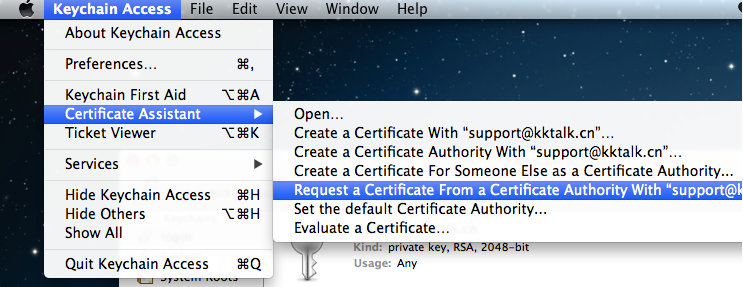 Keychain Access File Edit View Window Help
About Keychain Access
Preferences... ⌘,
Keychain First Aid ⌥⌘A
Certificate Assistant ▶
Ticket Viewer ⌥⌘K
Services ▶
Hide Keychain Access ⌘H
Hide Others ⌥⌘H
Show All
Quit Keychain Access ⌘Q
Open...
Create a Certificate With “support@kktalk.cn”...
Create a Certificate Authority With “support@kktalk.cn”...
Create a Certificate For Someone Else as a Certificate Authority...
Request a Certificate From a Certificate Authority With “support@k
Set the default Certificate Authority...
Evaluate a Certificate...
Kind: private key, RSA, 2048-bit
Usage: Any
System Roots